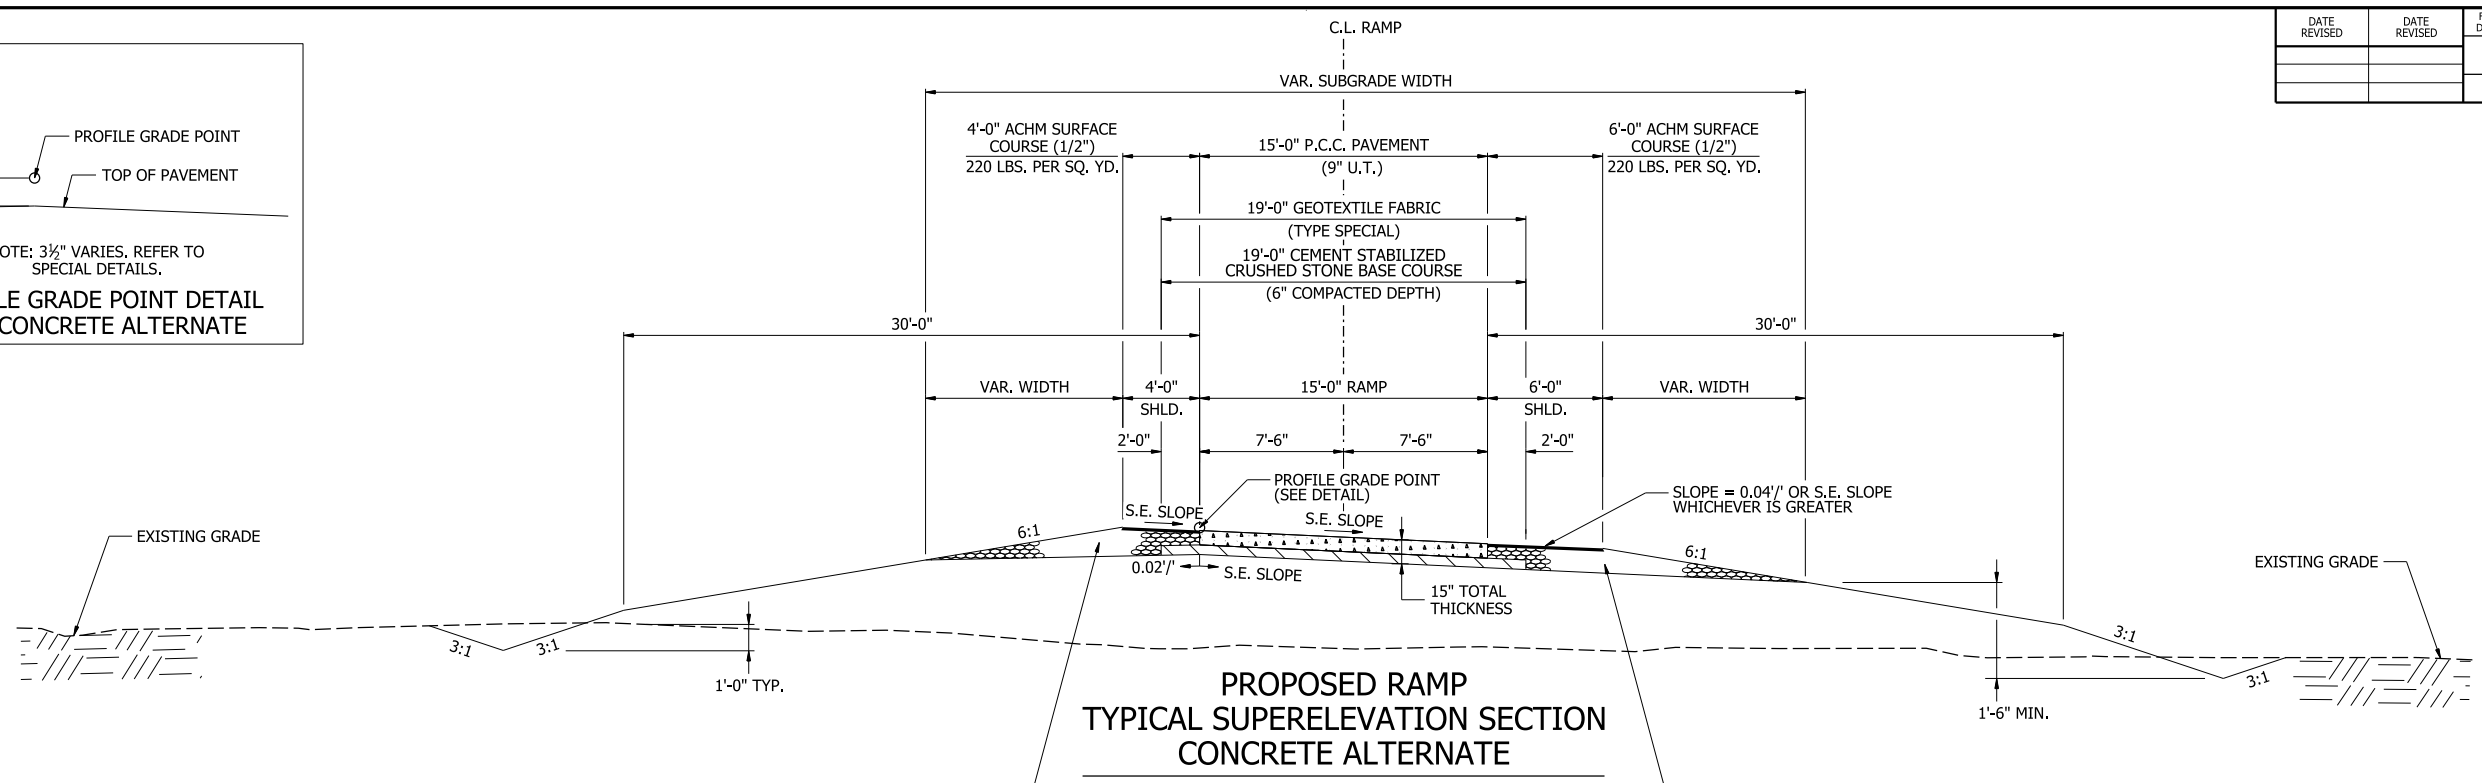 C.L. RAMP
DATE
REVISED
DATE
REVISED
VAR. SUBGRADE WIDTH
PROFILE GRADE POINT
TOP OF PAVEMENT
OTE: 3½" VARIES. REFER TO
SPECIAL DETAILS.
LE GRADE POINT DETAIL
CONCRETE ALTERNATE
4'-0" ACHM SURFACE
COURSE (1/2")
220 LBS. PER SQ. YD.
15'-0" P.C.C. PAVEMENT
(9" U.T.)
6'-0" ACHM SURFACE
COURSE (1/2")
220 LBS. PER SQ. YD.
19'-0" GEOTEXTILE FABRIC
(TYPE SPECIAL)
19'-0" CEMENT STABILIZED
CRUSHED STONE BASE COURSE
(6" COMPACTED DEPTH)
30'-0"
30'-0"
VAR. WIDTH
4'-0"
SHLD.
15'-0" RAMP
6'-0"
SHLD.
VAR. WIDTH
2'-0"
7'-6"
7'-6"
2'-0"
PROFILE GRADE POINT
(SEE DETAIL)
SLOPE = 0.04'/' OR S.E. SLOPE
WHICHEVER IS GREATER
S.E. SLOPE
S.E. SLOPE
6:1
6:1
EXISTING GRADE
EXISTING GRADE
0.02'/'
S.E. SLOPE
15" TOTAL
THICKNESS
3:1
3:1
3:1
3:1
1'-0" TYP.
1'-6" MIN.
PROPOSED RAMP
TYPICAL SUPERELEVATION SECTION
CONCRETE ALTERNATE